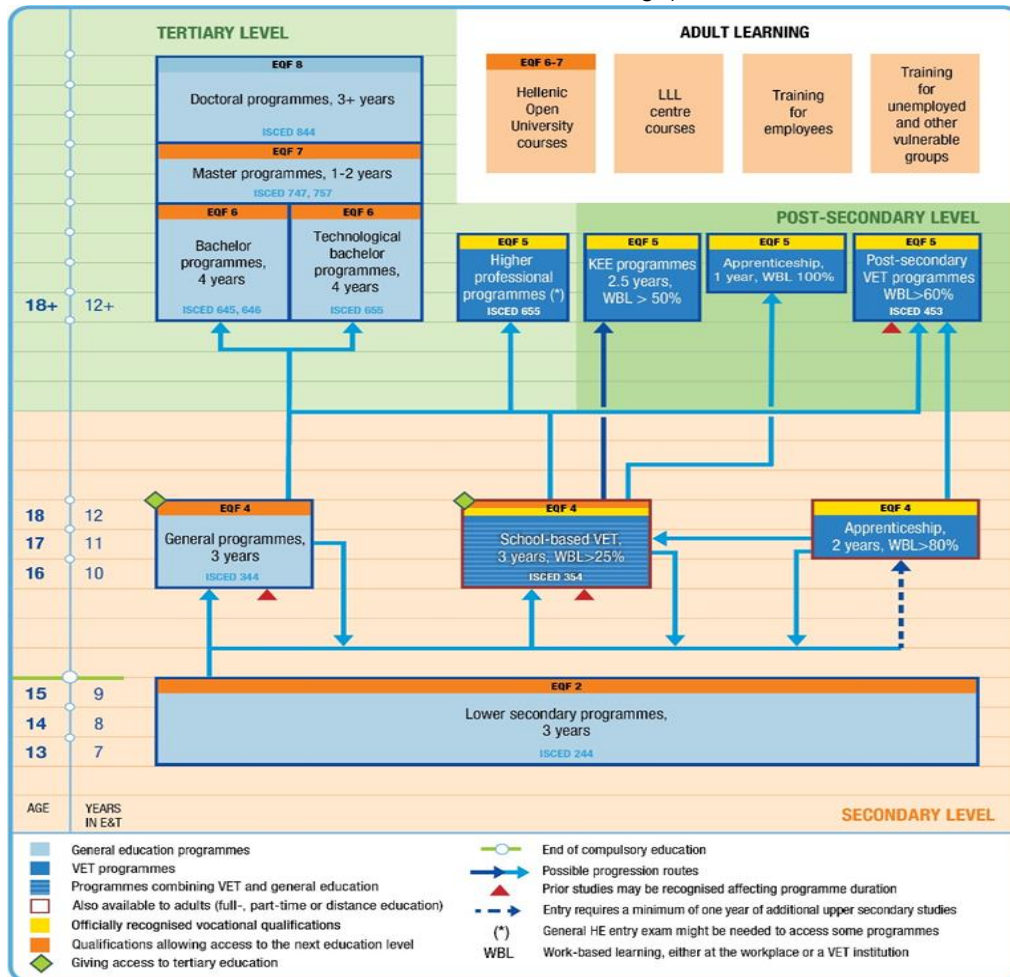 TERTIARY LEVEL
EQF 8
Doctoral programmes, 3+ years
ISCED 844
EQF 7
Master programmes, 1-2 years
ISCED 747, 757
EQF 6
Bachelor
programmes,
4 years
ISCED 645, 646
EQF 6
Technological
bachelor
programmes,
4 years
ISCED 655
ADULT LEARNING
EQF 6-7
Hellenic
Open
University
courses
LLL
centre
courses
Training
for
employees
Training
for
unemployed
and other
vulnerable
groups
POST-SECONDARY LEVEL
EQF 5
Higher
professional
programmes (*)
ISCED 655
EQF 5
KEE programmes
2.5 years,
WBL > 50%
EQF 5
Apprenticeship,
1 year, WBL 100%
EQF 5
Post-secondary
VET programmes
WBL>60%
ISCED 453
18+ 12+
18 12
17 11
16 10
EQF 4
General programmes,
3 years
ISCED 344
EQF 4
School-based VET,
3 years, WBL>25%
ISCED 354
EQF 4
Apprenticeship,
2 years, WBL>80%
15 9
14 8
13 7
EQF 2
Lower secondary programmes,
3 years
ISCED 244
AGE
YEARS
IN E&T
SECONDARY LEVEL
General education programmes
VET programmes
Programmes combining VET and general education
Also available to adults (full-, part-time or distance education)
Officially recognised vocational qualifications
Qualifications allowing access to the next education level
Giving access to tertiary education
End of compulsory education
Possible progression routes
Prior studies may be recognised affecting programme duration
Entry requires a minimum of one year of additional upper secondary studies
(*) General HE entry exam might be needed to access some programmes
WBL Work-based learning, either at the workplace or a VET institution